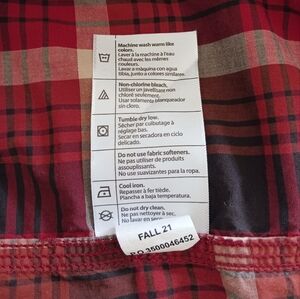 Machine wash warm like
colors.
Laver à la machine à l'eau
chaud avec les mêmes
couleurs.
Lavar a máquina con agua
tibia, junto a colores similares.
Non-chlorine bleach.
Utiliser un javellisant non
chloré seulement.
Usar solamente blanqueador
sin cloro.
Tumble dry low.
Sécher par culbutage à
réglage bas.
Secar en secadora en ciclo
delicado.
Do not use fabric softeners.
Ne pas utiliser de produits
assouplissants.
No use suavizantes para la ropa.
Cool iron.
Repasser à fer tiède.
Plancha a baja temperatura.
Do not dry clean.
Ne pas nettoyer à sec.
No lavar en
FALL 21
P.O 3500046452